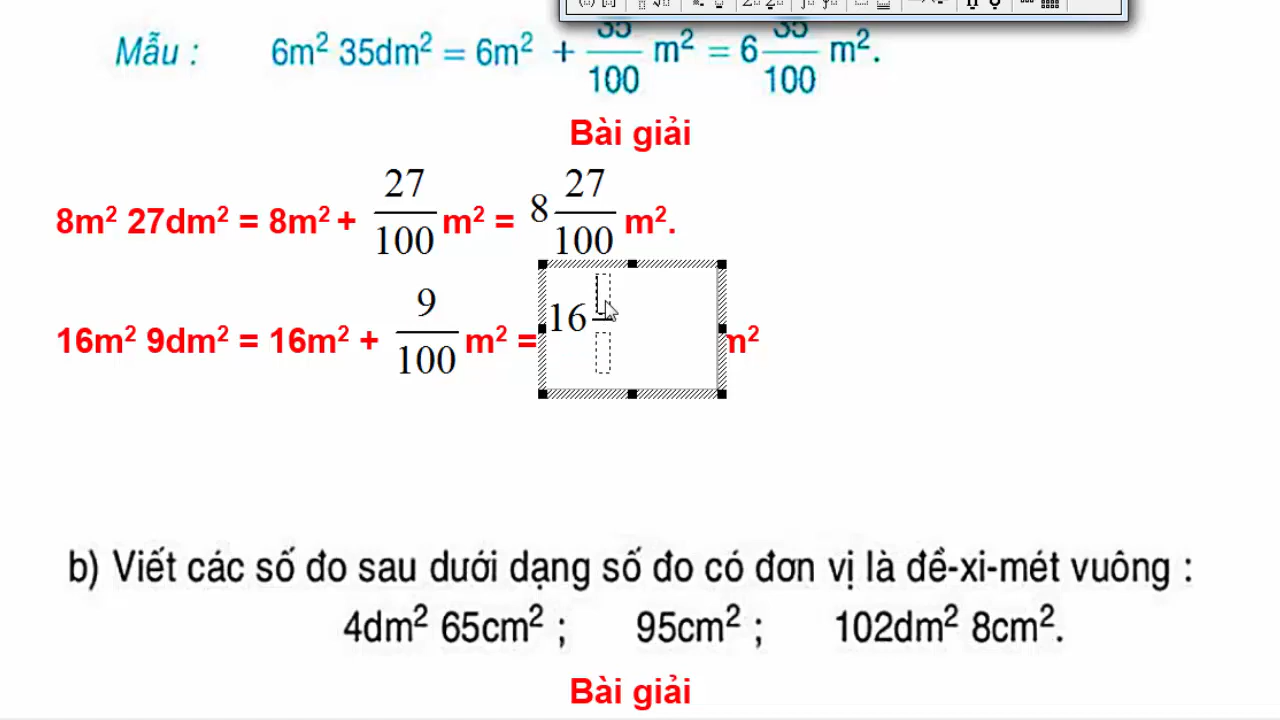 Mẫu : 6m² 35dm² = 6m² + 35/100 m² = 6 35/100 m².
Bài giải
8m² 27dm² = 8m² + 27/100 m² = 8 27/100 m².
16m² 9dm² = 16m² + 9/100 m² = 16 m²
b) Viết các số đo sau dưới dạng số đo có đơn vị là đề-xi-mét vuông :
4dm² 65cm² ; 95cm² ; 102dm² 8cm².
Bài giải